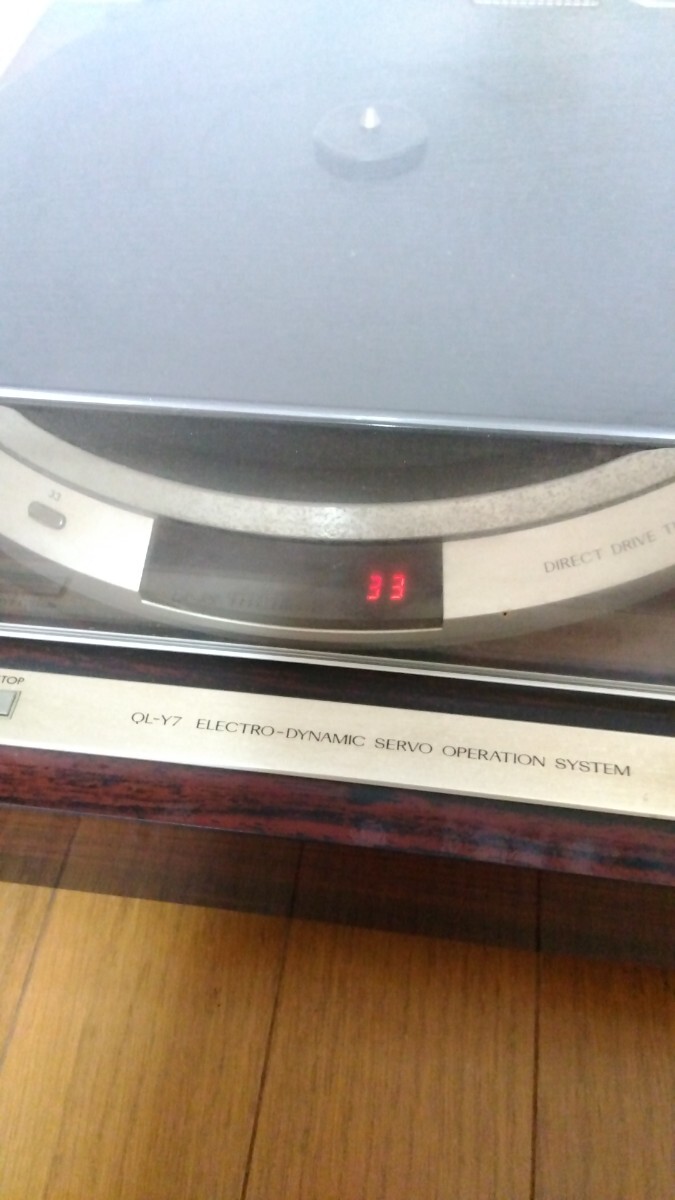 33
33
DIRECT DRIVE
STOP
QL-Y7 ELECTRO-DYNAMIC SERVO OPERATION SYSTEM